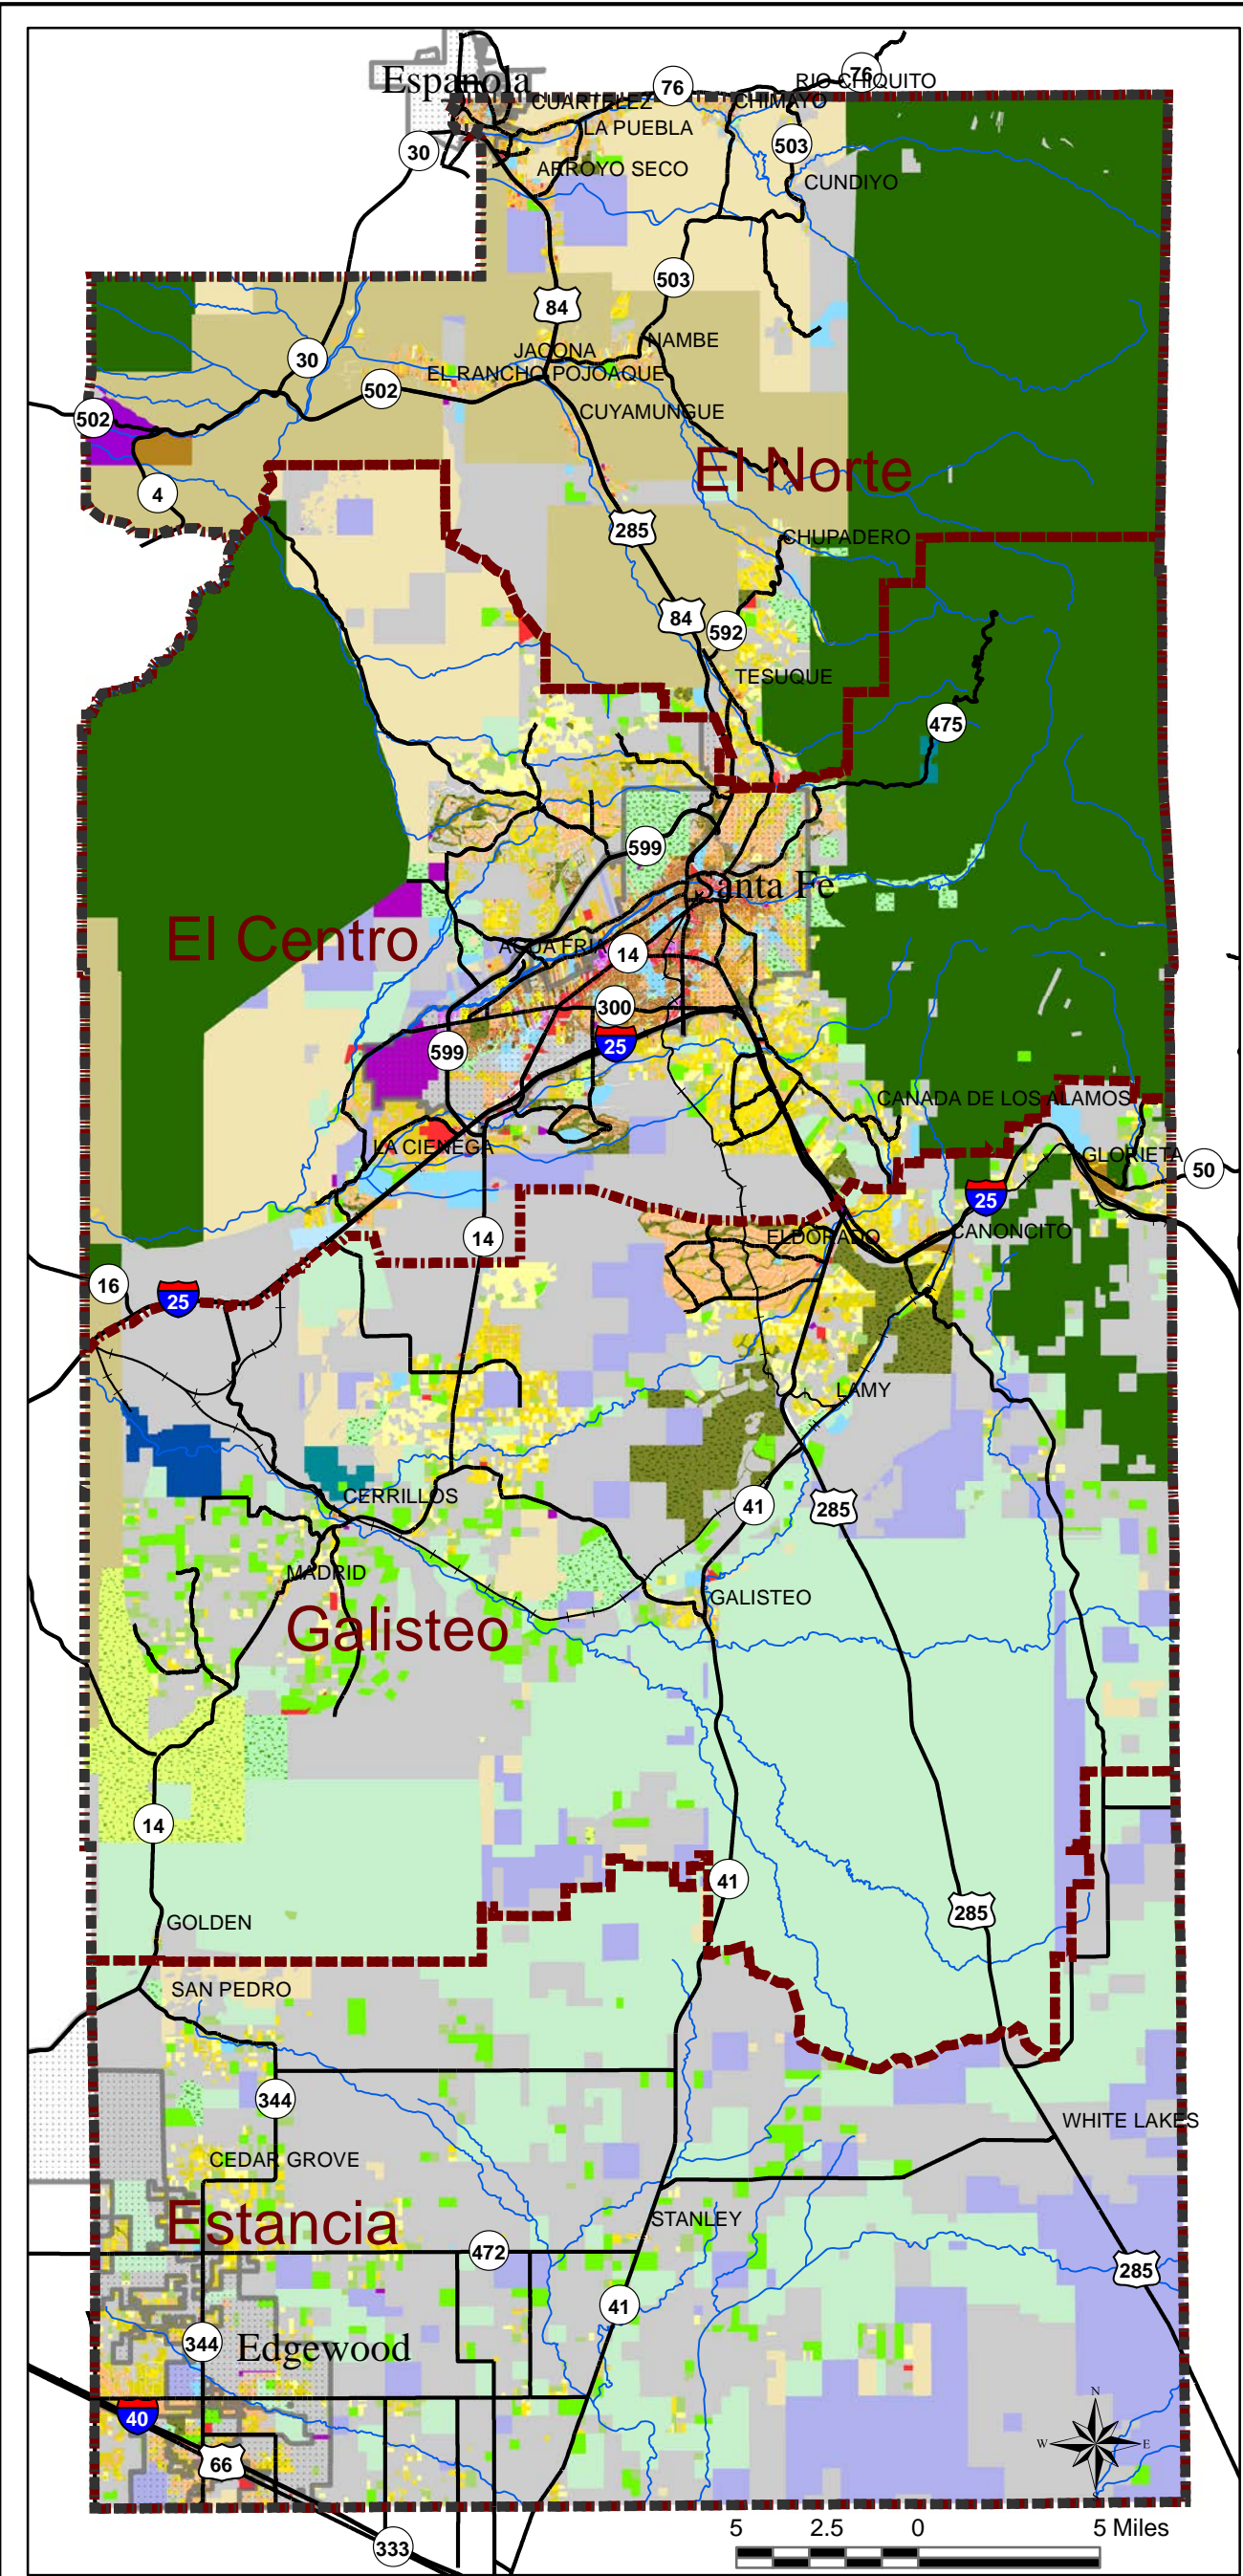 Espanola
76
76
RIO CHIQUITO
CUARTELEZ
CHIMAYO
LA PUEBLA
503
30
ARROYO SECO
CUNDIYO
503
84
NAMBE
JACONA
30
EL RANCHO POJOAQUE
502
502
CUYAMUNGUE
El Norte
4
285
CHUPADERO
84
592
TESUQUE
475
599
Santa Fe
El Centro
AGUA FRIA
14
300
25
599
CANADA DE LOS ALAMOS
LA CIENEGA
GLORIETA
50
25
14
ELDORADO
CANONCITO
16
25
LAMY
CERRILLOS
41
285
MADRID
GALISTEO
Galisteo
14
41
285
GOLDEN
SAN PEDRO
344
WHITE LAKES
CEDAR GROVE
Estancia
STANLEY
472
285
41
344
Edgewood
N
40
W
E
S
66
5 2.5 0 5 Miles
333